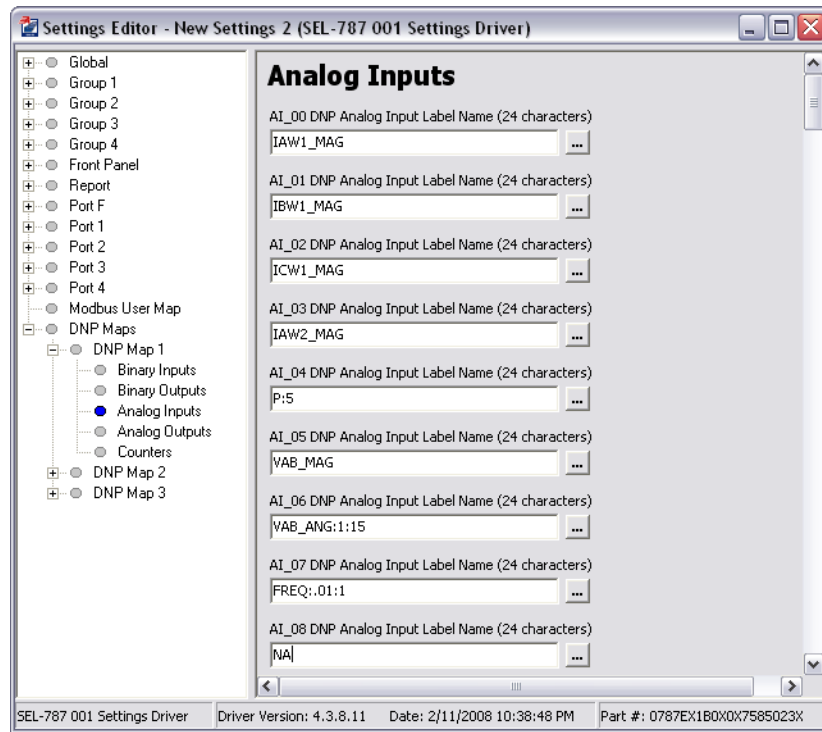 Settings Editor - New Settings 2 (SEL-787 001 Settings Driver)
Global
Group 1
Group 2
Group 3
Group 4
Front Panel
Report
Port F
Port 1
Port 2
Port 3
Port 4
Modbus User Map
DNP Maps
DNP Map 1
Binary Inputs
Binary Outputs
Analog Inputs
Analog Outputs
Counters
DNP Map 2
DNP Map 3
Analog Inputs
AI_00 DNP Analog Input Label Name (24 characters)
IAW1_MAG
...
AI_01 DNP Analog Input Label Name (24 characters)
IBW1_MAG
...
AI_02 DNP Analog Input Label Name (24 characters)
ICW1_MAG
...
AI_03 DNP Analog Input Label Name (24 characters)
IAW2_MAG
...
AI_04 DNP Analog Input Label Name (24 characters)
P:5
...
AI_05 DNP Analog Input Label Name (24 characters)
VAB_MAG
...
AI_06 DNP Analog Input Label Name (24 characters)
VAB_ANG:1:15
...
AI_07 DNP Analog Input Label Name (24 characters)
FREQ:.01:1
...
AI_08 DNP Analog Input Label Name (24 characters)
NA
...
SEL-787 001 Settings Driver Driver Version: 4.3.8.11 Date: 2/11/2008 10:38:48 PM Part #: 0787EX1B0X0X7585023X